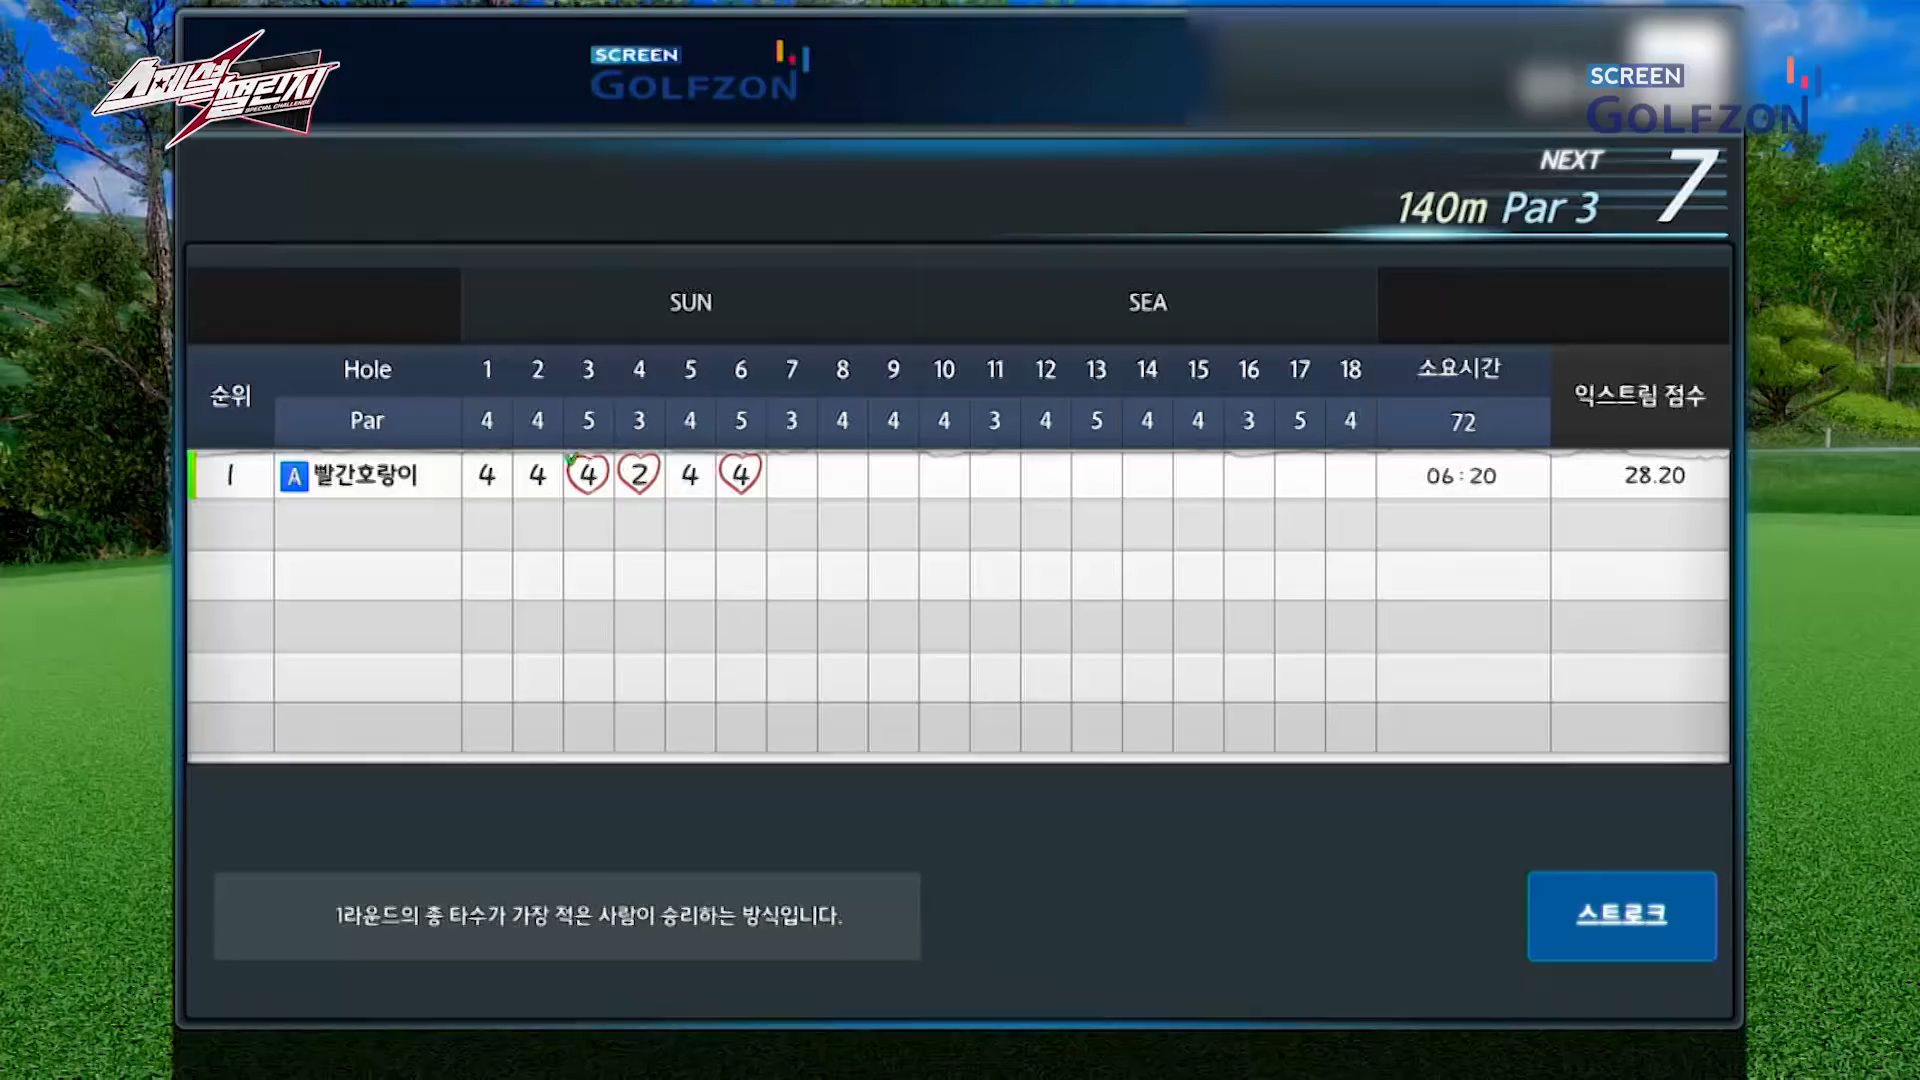 스페셜 챌린지
SPECIAL CHALLENGE
SCREEN
GOLFZON
SCREEN
GOLFZON
NEXT
7
140m Par 3
SUN SEA
순위 Hole 1 2 3 4 5 6 7 8 9 10 11 12 13 14 15 16 17 18 소요시간 익스트림 점수
Par 4 4 5 3 4 5 3 4 4 4 3 4 5 4 4 3 5 4 72
1 A 빨간호랑이 4 4 4 2 4 4 06:20 28.20
1라운드의 총 타수가 가장 적은 사람이 승리하는 방식입니다.
스트로크